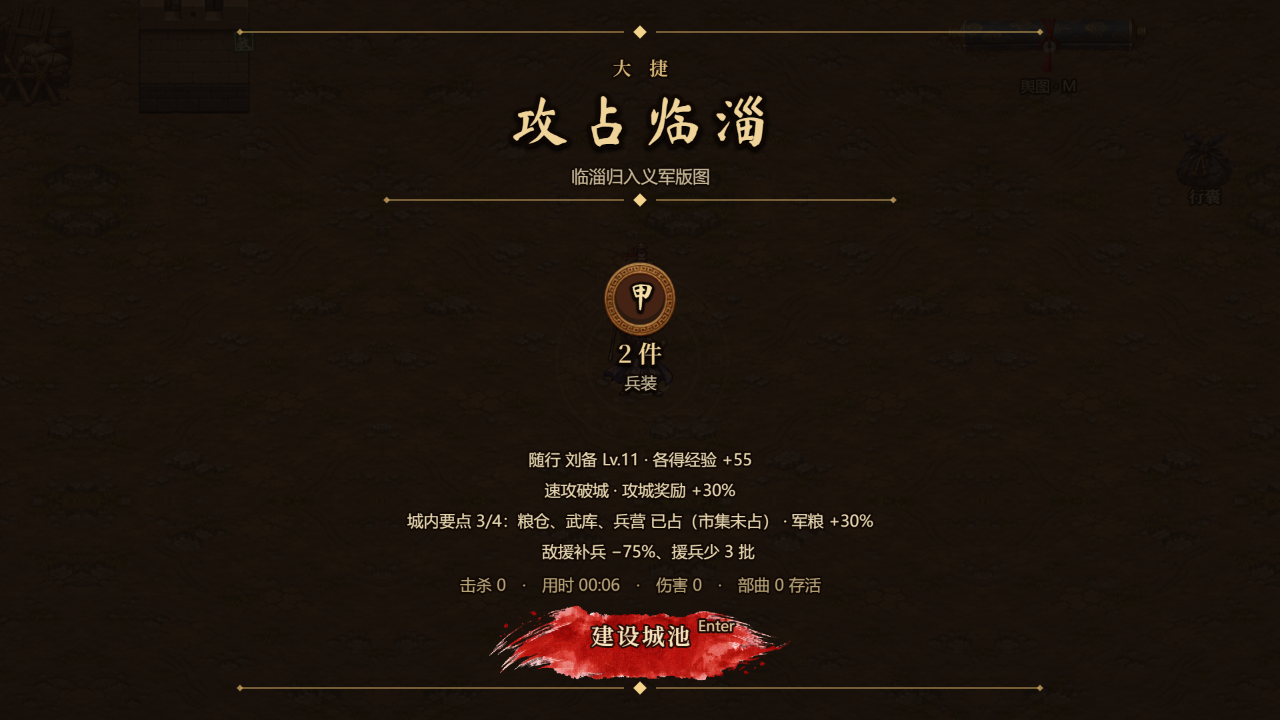 大捷
攻占临淄
临淄归入义军版图
舆图 · M
行囊
甲
2 件
兵装
随行 刘备 Lv.11 · 各得经验 +55
速攻破城 · 攻城奖励 +30%
城内要点 3/4：粮仓、武库、兵营 已占（市集未占） · 军粮 +30%
敌援补兵 −75%、援兵少 3 批
击杀 0 · 用时 00:06 · 伤害 0 · 部曲 0 存活
建设城池 Enter